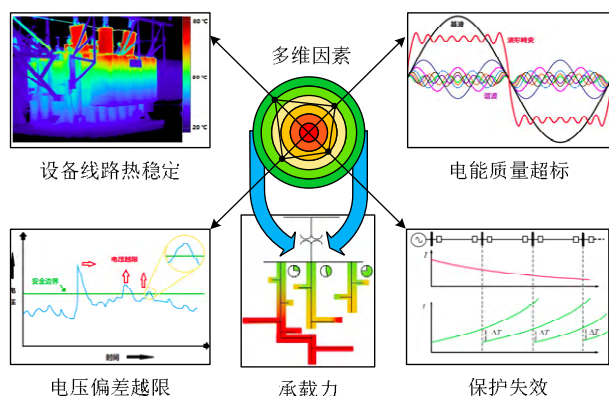 80 °C
60 °C
20 °C
设备线路热稳定
多维因素
基波
波形畸变
谐波
电能质量超标
电压越限
安全边界
电压
时间
电压偏差越限
承载力
I
t
ΔT
ΔT
ΔT
保护失效